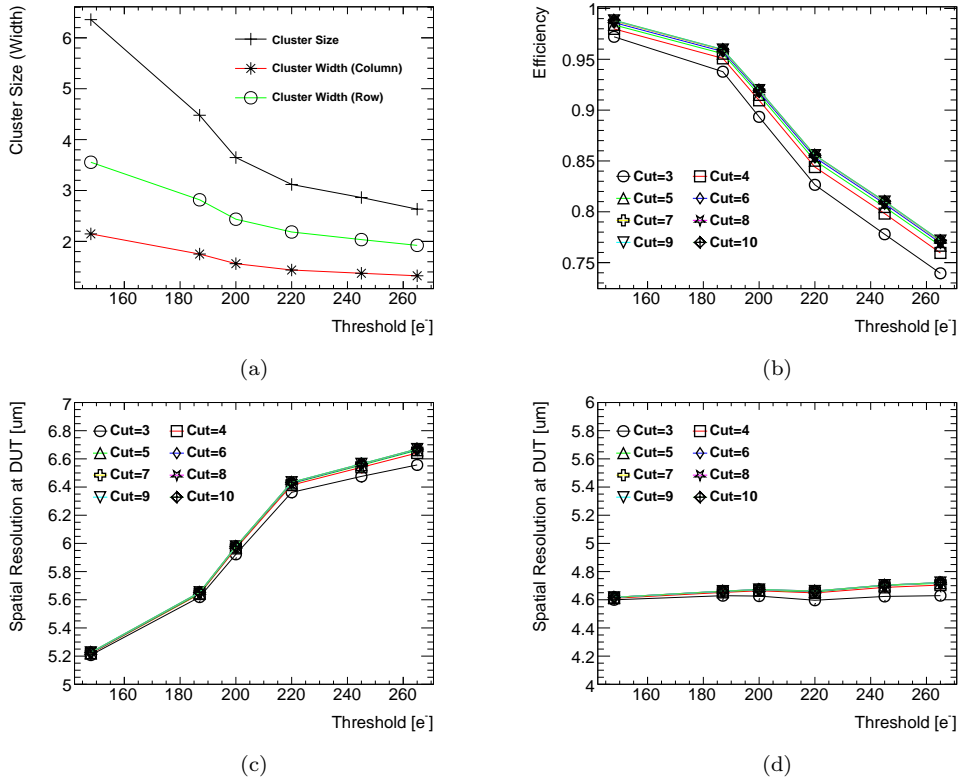 Cluster Size (Width)
6
5
4
3
2
160 180 200 220 240 260
Threshold [e-]
Cluster Size
Cluster Width (Column)
Cluster Width (Row)
(a)
Efficiency
1
0.95
0.9
0.85
0.8
0.75
160 180 200 220 240 260
Threshold [e-]
Cut=3 Cut=4
Cut=5 Cut=6
Cut=7 Cut=8
Cut=9 Cut=10
(b)
Spatial Resolution at DUT [um]
7
6.8
6.6
6.4
6.2
6
5.8
5.6
5.4
5.2
5
160 180 200 220 240 260
Threshold [e-]
Cut=3 Cut=4
Cut=5 Cut=6
Cut=7 Cut=8
Cut=9 Cut=10
(c)
Spatial Resolution at DUT [um]
6
5.8
5.6
5.4
5.2
5
4.8
4.6
4.4
4.2
4
160 180 200 220 240 260
Threshold [e-]
Cut=3 Cut=4
Cut=5 Cut=6
Cut=7 Cut=8
Cut=9 Cut=10
(d)